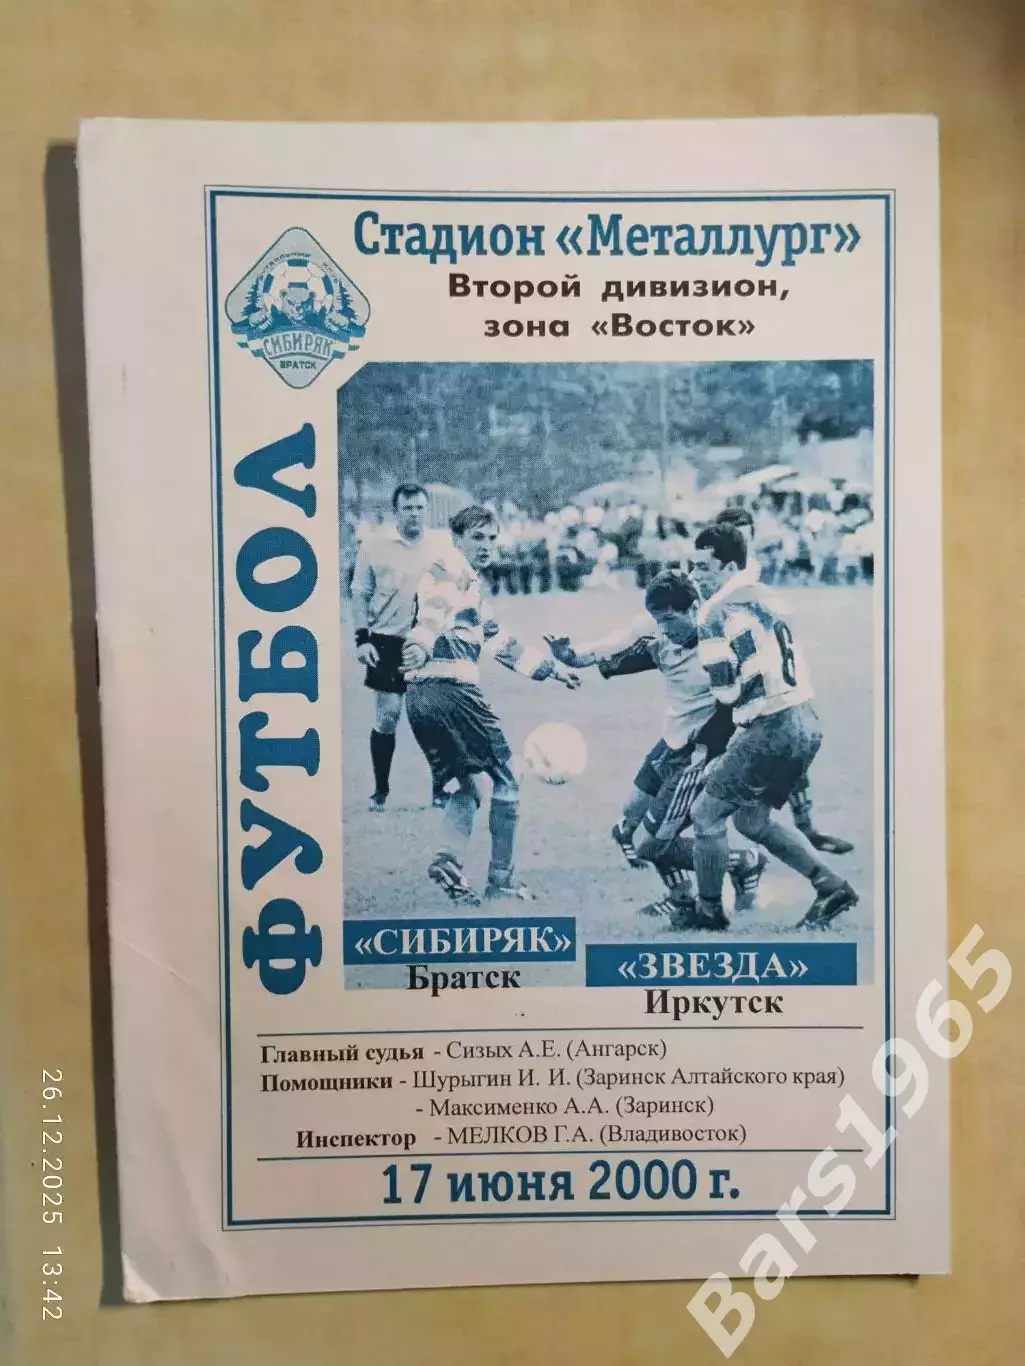 Стадион «Металлург»
Второй дивизион,
зона «Восток»
СИБИРЯК
БРАТСК
ФУТБОЛ
6
«СИБИРЯК»
Братск
«ЗВЕЗДА»
Иркутск
Главный судья - Сизых А.Е. (Ангарск)
Помощники - Шурыгин И. И. (Заринск Алтайского края)
- Максименко А.А. (Заринск)
Инспектор - МЕЛКОВ Г.А. (Владивосток)
17 июня 2000 г.
26.12.2025 13:42
Bars1965